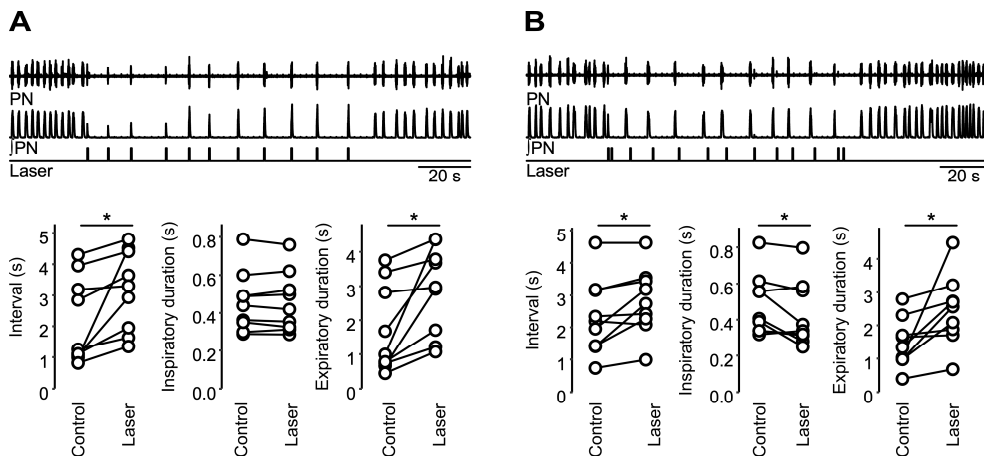 A
PN
∫PN
Laser
20 s
*
Interval (s)
5
4
3
2
1
0
Control
Laser
Inspiratory duration (s)
0.8
0.6
0.4
0.2
0.0
Control
Laser
*
Expiratory duration (s)
4
3
2
1
0
Control
Laser
B
PN
∫PN
Laser
20 s
*
Interval (s)
5
4
3
2
1
0
Control
Laser
*
Inspiratory duration (s)
0.8
0.6
0.4
0.2
0.0
Control
Laser
*
Expiratory duration (s)
4
3
2
1
0
Control
Laser